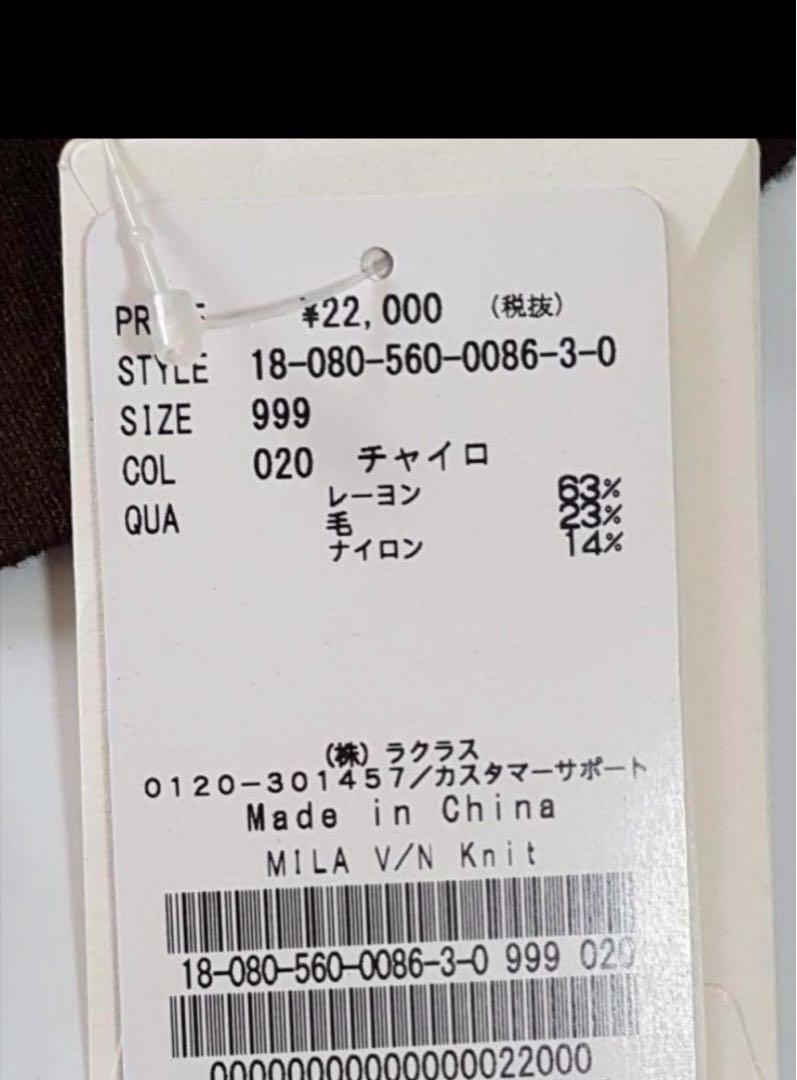 PRICE ¥22,000 (税抜)
STYLE 18-080-560-0086-3-0
SIZE 999
COL 020 チャイロ
QUA レーヨン 63%
毛 23%
ナイロン 14%
(株)ラクラス
0120-301457/カスタマーサポート
Made in China
MILA V/N Knit
18-080-560-0086-3-0 999 020
00000000000000022000